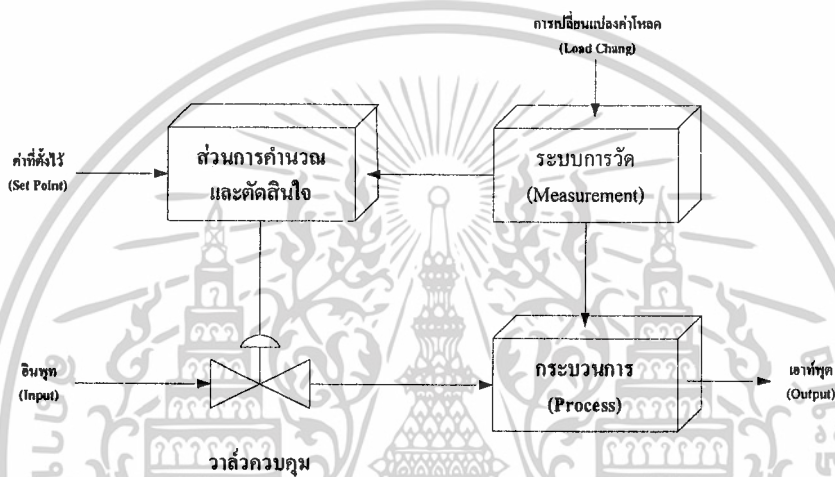 การเปลี่ยนแปลงค่าโหลด
(Load Chang)
ค่าที่ตั้งไว้
(Set Point)
ส่วนการคำนวณ
และตัดสินใจ
ระบบการวัด
(Measurement)
อินพุท
(Input)
กระบวนการ
(Process)
เอาท์พุต
(Output)
วาล์วควบคุม